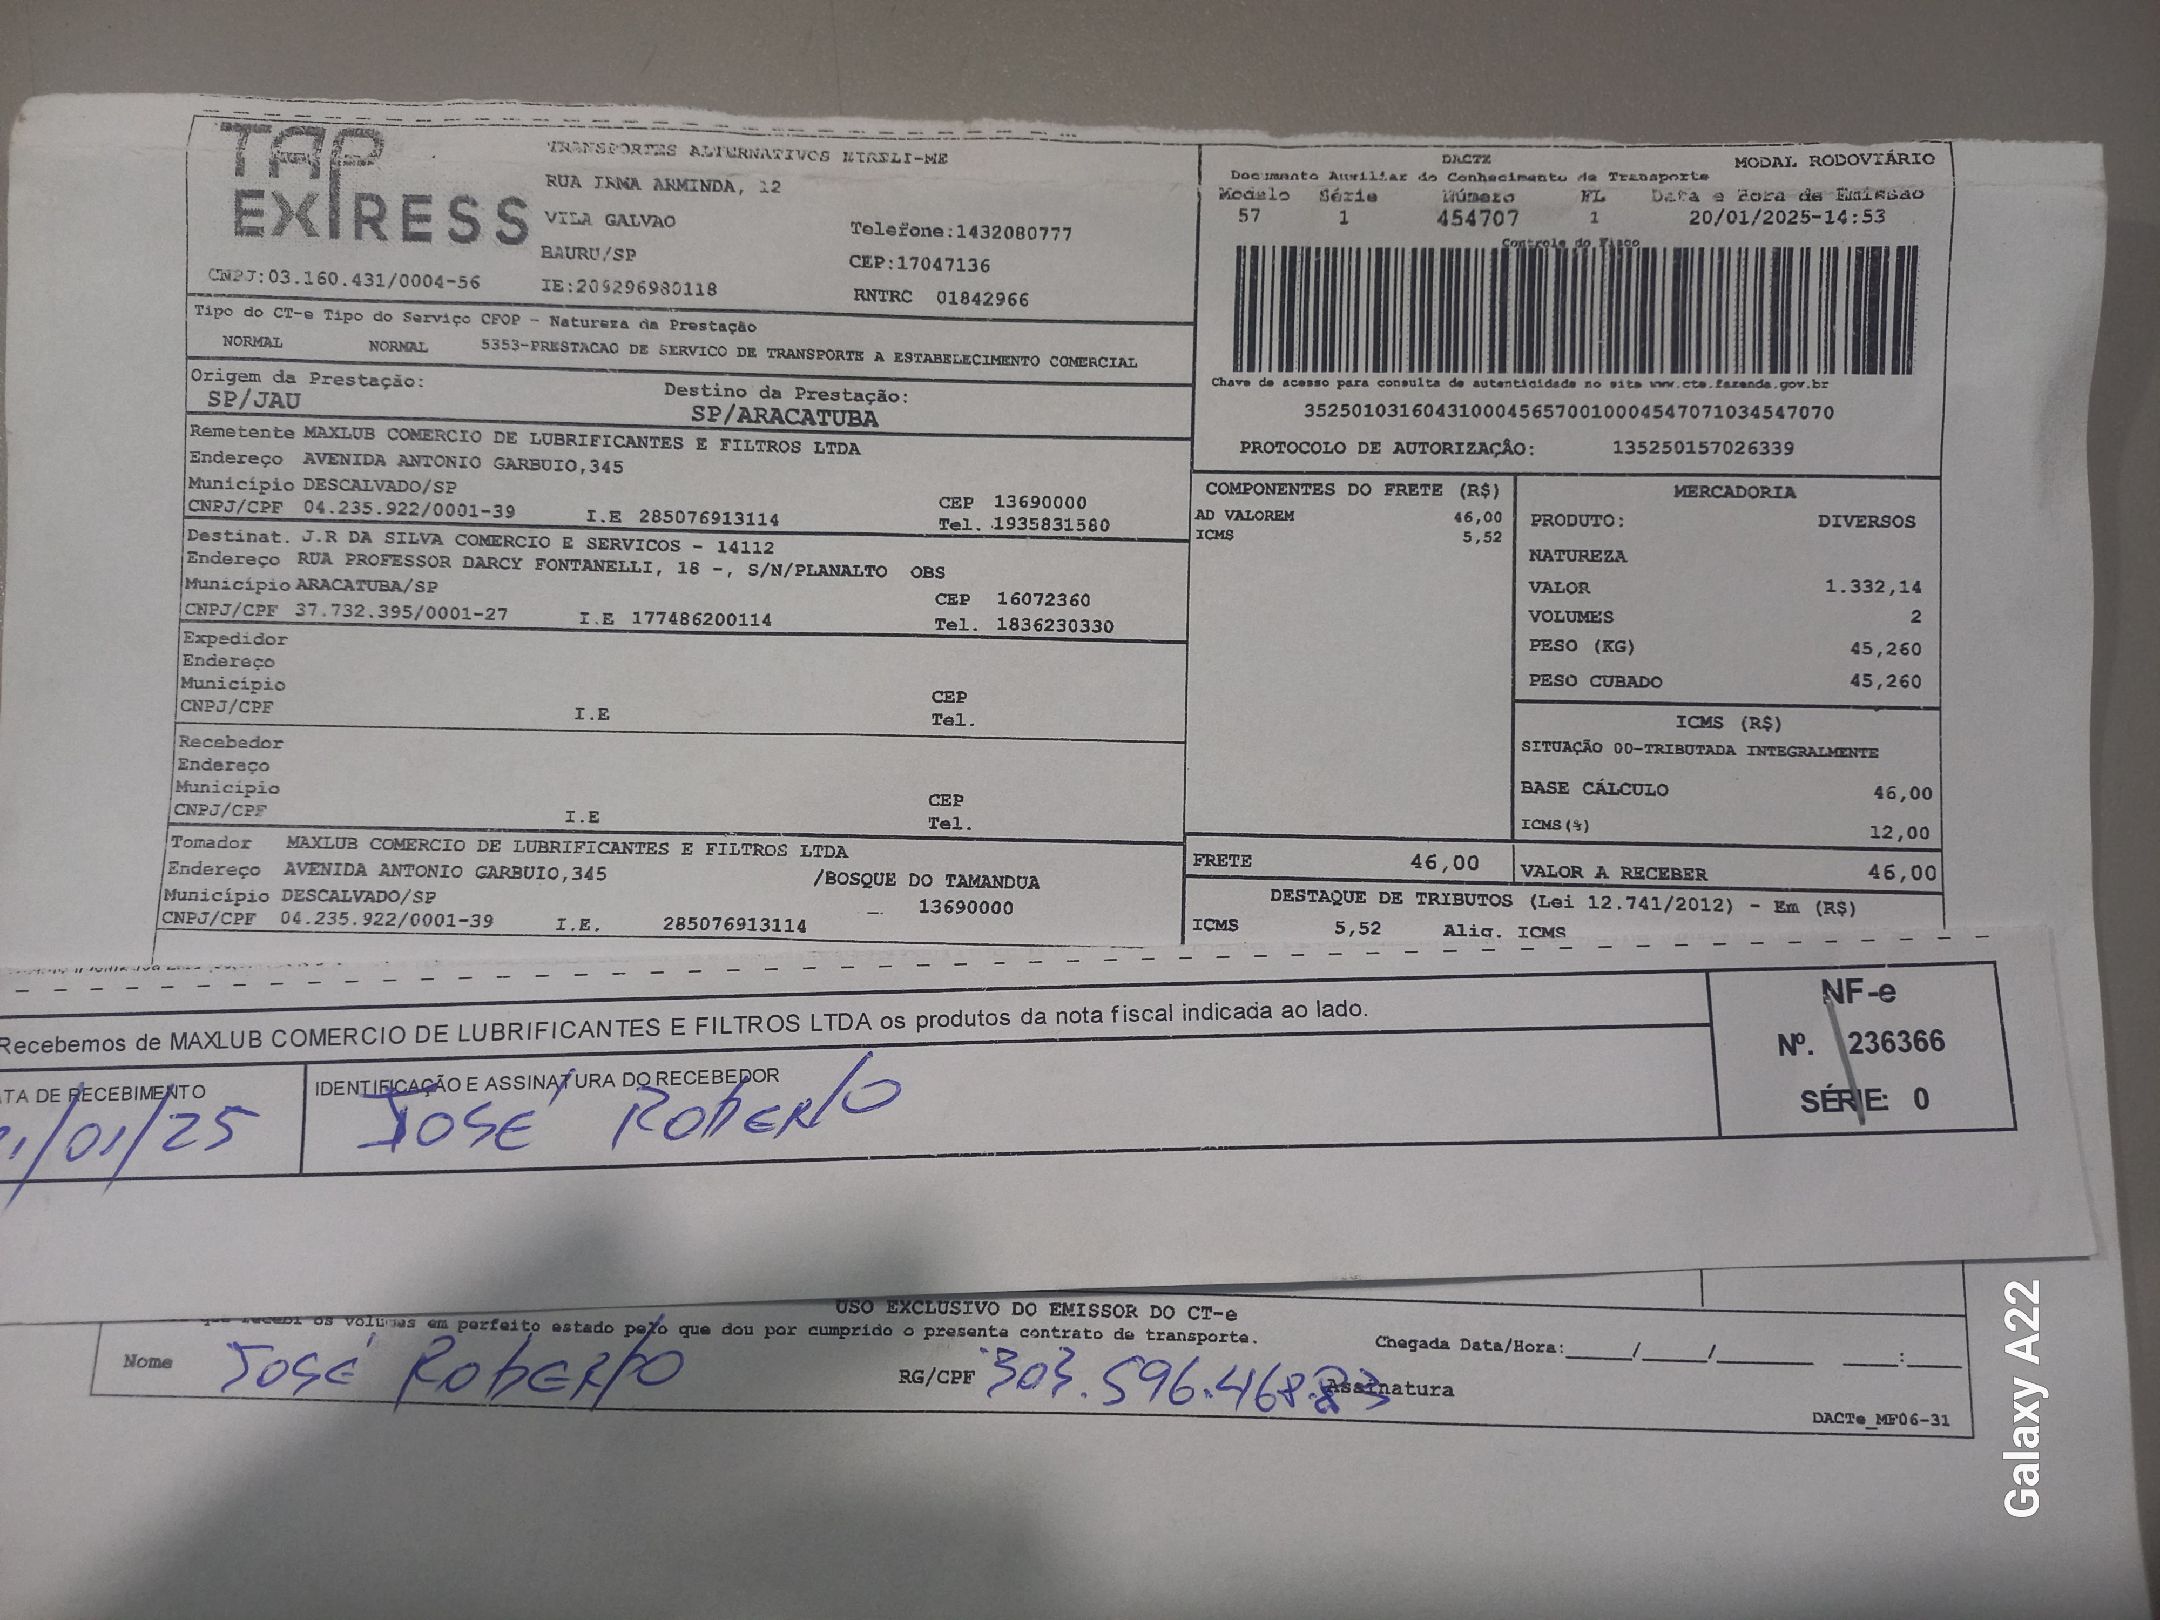 TAP
EXPRESS
CNPJ:03.160.431/0004-56
TRANSPORTES ALTERNATIVOS EIRELI-ME
RUA IRMA ARMINDA, 12
VILA GALVAO
BAURU/SP
IE:209296980118
Telefone:1432080777
CEP:17047136
RNTRC 01842966
DACTE
MODAL RODOVIÁRIO
Documento Auxiliar do Conhecimento de Transporte
Modelo Série Número FL Data e Hora de Emissão
57 1 454707 1 20/01/2025-14:53
Controle do Fisco
Chave de acesso para consulta de autenticidade no site www.cte.fazenda.gov.br
35250103160431000456570010004547071034547070
PROTOCOLO DE AUTORIZAÇÃO: 135250157026339
Tipo do CT-e Tipo do Serviço CFOP - Natureza da Prestação
NORMAL NORMAL 5353-PRESTACAO DE SERVICO DE TRANSPORTE A ESTABELECIMENTO COMERCIAL
Origem da Prestação: Destino da Prestação:
SP/JAU SP/ARACATUBA
Remetente MAXLUB COMERCIO DE LUBRIFICANTES E FILTROS LTDA
Endereço AVENIDA ANTONIO GARBUIO,345
Município DESCALVADO/SP CEP 13690000
CNPJ/CPF 04.235.922/0001-39 I.E 285076913114 Tel. 1935831580
Destinat. J.R DA SILVA COMERCIO E SERVICOS - 14112
Endereço RUA PROFESSOR DARCY FONTANELLI, 18 -, S/N/PLANALTO OBS
Município ARACATUBA/SP CEP 16072360
CNPJ/CPF 37.732.395/0001-27 I.E 177486200114 Tel. 1836230330
Expedidor
Endereço
Município CEP
CNPJ/CPF I.E Tel.
Recebedor
Endereço
Município CEP
CNPJ/CPF I.E Tel.
Tomador MAXLUB COMERCIO DE LUBRIFICANTES E FILTROS LTDA
Endereço AVENIDA ANTONIO GARBUIO,345 /BOSQUE DO TAMANDUA
Município DESCALVADO/SP 13690000
CNPJ/CPF 04.235.922/0001-39 I.E. 285076913114
COMPONENTES DO FRETE (R$)
AD VALOREM 46,00
ICMS 5,52
MERCADORIA
PRODUTO: DIVERSOS
NATUREZA
VALOR 1.332,14
VOLUMES 2
PESO (KG) 45,260
PESO CUBADO 45,260
ICMS (R$)
SITUAÇÃO 00-TRIBUTADA INTEGRALMENTE
BASE CÁLCULO 46,00
ICMS(%) 12,00
FRETE 46,00
VALOR A RECEBER 46,00
DESTAQUE DE TRIBUTOS (Lei 12.741/2012) - Em (R$)
ICMS 5,52 Aliq. ICMS
Recebemos de MAXLUB COMERCIO DE LUBRIFICANTES E FILTROS LTDA os produtos da nota fiscal indicada ao lado.
NF-e
Nº. 236366
SÉRIE: 0
TA DE RECEBIMENTO
1/01/25
IDENTIFICAÇÃO E ASSINATURA DO RECEBEDOR
JOSÉ ROBERTO
USO EXCLUSIVO DO EMISSOR DO CT-e
que recebi os volumes em perfeito estado pelo que dou por cumprido o presente contrato de transporte.
Nome JOSÉ ROBERTO
RG/CPF 303.596.468.83
Assinatura
Chegada Data/Hora:_____/_____/_______ ____:____
DACTe_MF06-31
Galaxy A22